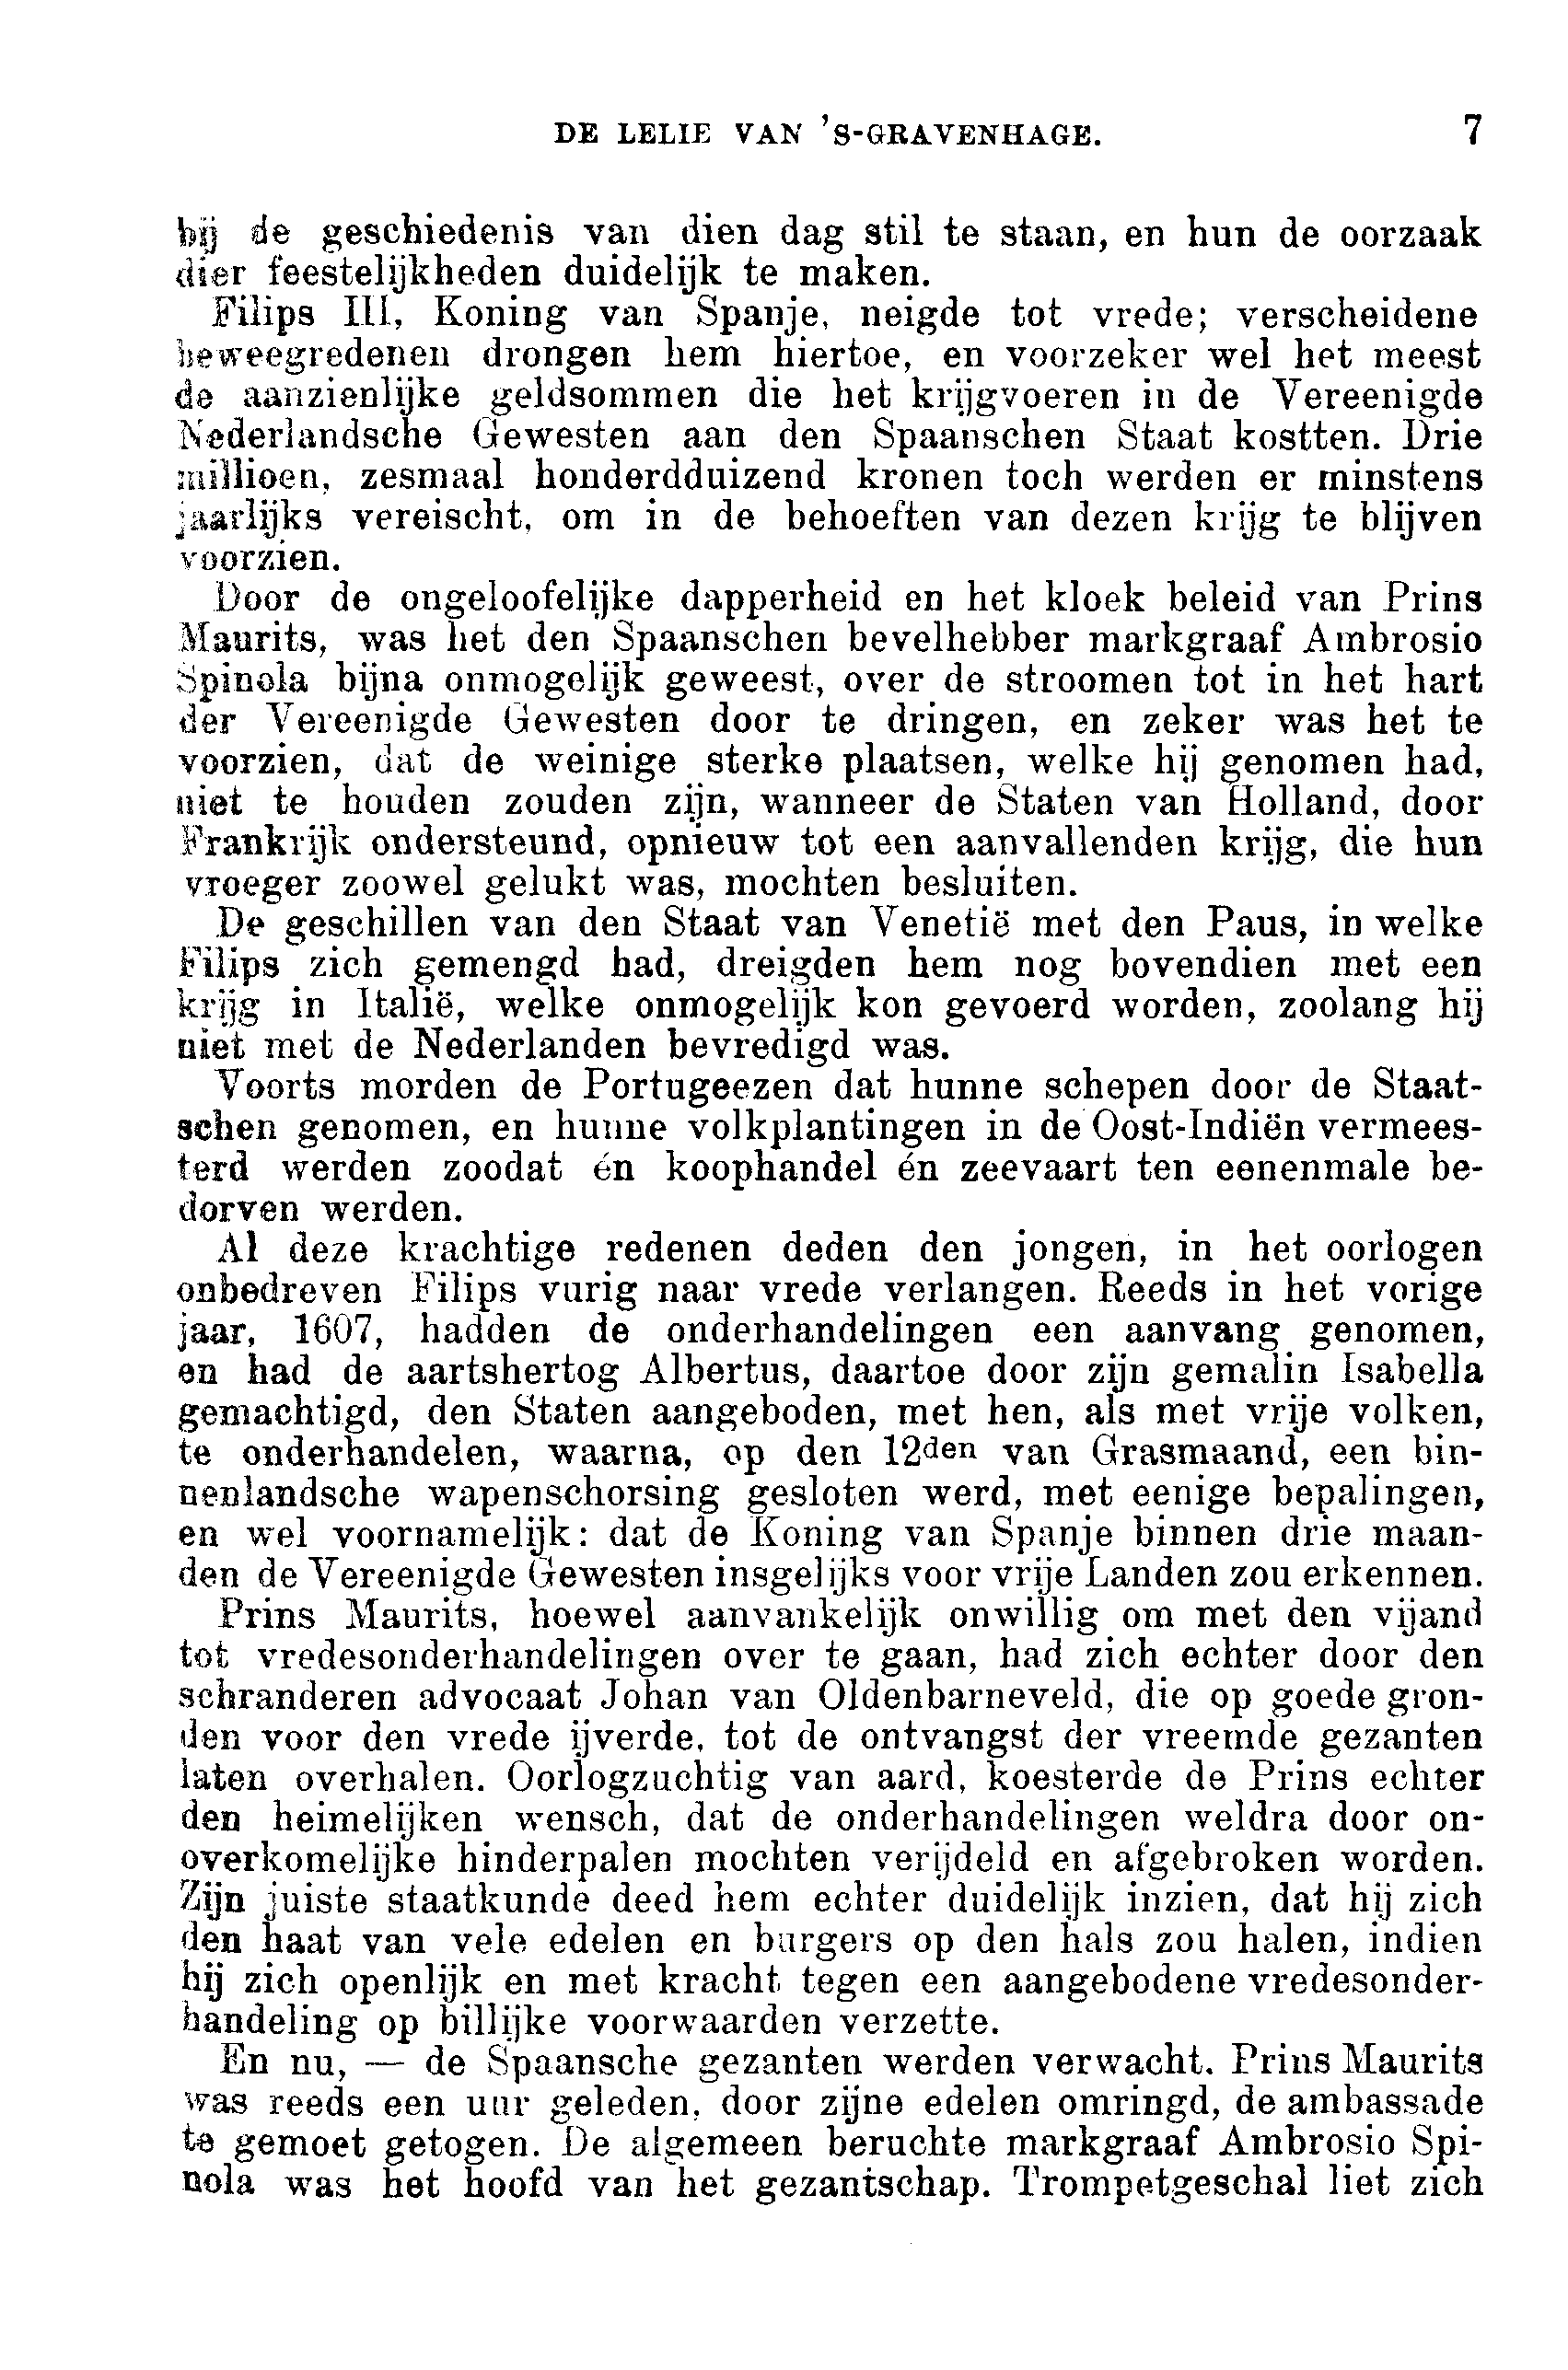 DE LELIE VAN 'S-GRAVENHAGE. 7
bij de geschiedenis van dien dag stil te staan, en hun de oorzaak
dier feestelijkheden duidelijk te maken.
Filips III, Koning van Spanje, neigde tot vrede; verscheidene
beweegredenen drongen hem hiertoe, en voorzeker wel het meest
de aanzienlijke geldsommen die het krijgvoeren in de Vereenigde
Nederlandsche Gewesten aan den Spaanschen Staat kostten. Drie
millioen, zesmaal honderdduizend kronen toch werden er minstens
jaarlijks vereischt, om in de behoeften van dezen krijg te blijven
voorzien.
Door de ongeloofelijke dapperheid en het kloek beleid van Prins
Maurits, was het den Spaanschen bevelhebber markgraaf Ambrosio
Spinola bijna onmogelijk geweest, over de stroomen tot in het hart
der Vereenigde Gewesten door te dringen, en zeker was het te
voorzien, dat de weinige sterke plaatsen, welke hij genomen had,
niet te houden zouden zijn, wanneer de Staten van Holland, door
Frankrijk ondersteund, opnieuw tot een aanvallenden krijg, die hun
vroeger zoowel gelukt was, mochten besluiten.
De geschillen van den Staat van Venetië met den Paus, in welke
Filips zich gemengd had, dreigden hem nog bovendien met een
krijg in Italië, welke onmogelijk kon gevoerd worden, zoolang hij
niet met de Nederlanden bevredigd was.
Voorts morden de Portugeezen dat hunne schepen door de Staat-
schen genomen, en hunne volkplantingen in de Oost-Indiën vermees-
terd werden zoodat én koophandel én zeevaart ten eenenmale be-
dorven werden.
Al deze krachtige redenen deden den jongen, in het oorlogen
onbedreven Filips vurig naar vrede verlangen. Reeds in het vorige
jaar, 1607, hadden de onderhandelingen een aanvang genomen,
en had de aartshertog Albertus, daartoe door zijn gemalin Isabella
gemachtigd, den Staten aangeboden, met hen, als met vrije volken,
te onderhandelen, waarna, op den 12den van Grasmaand, een bin-
nenlandsche wapenschorsing gesloten werd, met eenige bepalingen,
en wel voornamelijk: dat de Koning van Spanje binnen drie maan-
den de Vereenigde Gewesten insgelijks voor vrije Landen zou erkennen.
Prins Maurits, hoewel aanvankelijk onwillig om met den vijand
tot vredesonderhandelingen over te gaan, had zich echter door den
schranderen advocaat Johan van Oldenbarneveld, die op goede gron-
den voor den vrede ijverde, tot de ontvangst der vreemde gezanten
laten overhalen. Oorlogzuchtig van aard, koesterde de Prins echter
den heimelijken wensch, dat de onderhandelingen weldra door on-
overkomelijke hinderpalen mochten verijdeld en afgebroken worden.
Zijn juiste staatkunde deed hem echter duidelijk inzien, dat hij zich
den haat van vele edelen en burgers op den hals zou halen, indien
hij zich openlijk en met kracht tegen een aangebodene vredesonder-
handeling op billijke voorwaarden verzette.
En nu, — de Spaansche gezanten werden verwacht. Prins Maurits
was reeds een uur geleden, door zijne edelen omringd, de ambassade
te gemoet getogen. De algemeen beruchte markgraaf Ambrosio Spi-
nola was het hoofd van het gezantschap. Trompetgeschal liet zich